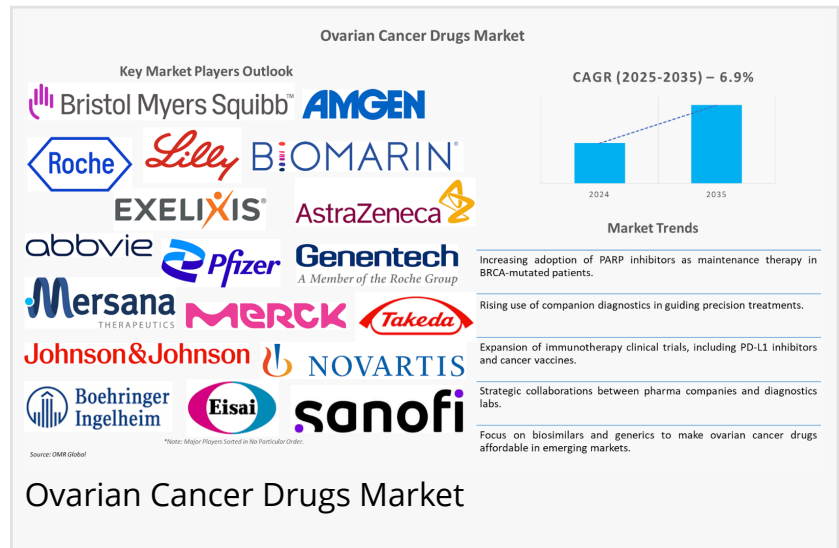 Ovarian Cancer Drugs Market
Key Market Players Outlook
Bristol Myers Squibb™ AMGEN
Roche Lilly BIOMARIN®
EXELIXIS® AstraZeneca
abbvie Pfizer Genentech
A Member of the Roche Group
Mersana
THERAPEUTICS
MERCK Takeda
Johnson&Johnson NOVARTIS
Boehringer
Ingelheim
Eisai sanofi
*Note: Major Players Sorted in No Particular Order.
Source: OMR Global
CAGR (2025-2035) – 6.9%
2024 2035
Market Trends
Increasing adoption of PARP inhibitors as maintenance therapy in
BRCA-mutated patients.
Rising use of companion diagnostics in guiding precision treatments.
Expansion of immunotherapy clinical trials, including PD-L1 inhibitors
and cancer vaccines.
Strategic collaborations between pharma companies and diagnostics
labs.
Focus on biosimilars and generics to make ovarian cancer drugs
affordable in emerging markets.
Ovarian Cancer Drugs Market